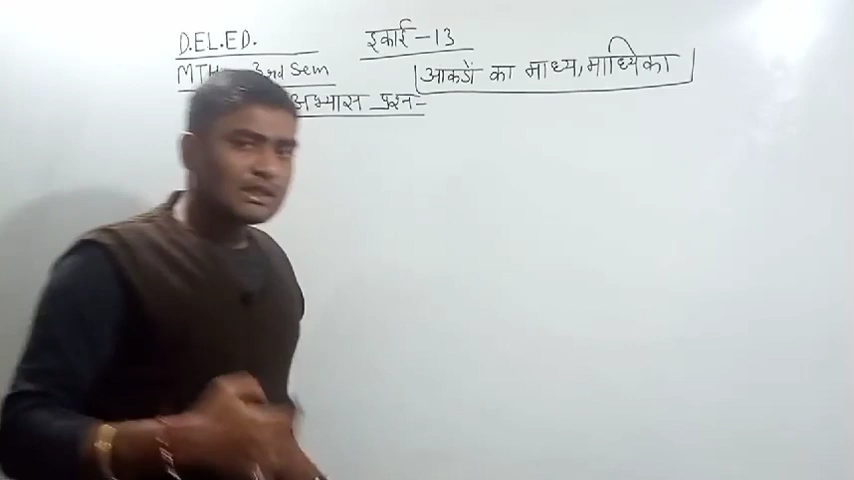 D.EL.ED. इकाई-13
MTH 3rd Sem आकडों का माध्य, माध्यिका
अभ्यास प्रश्न=